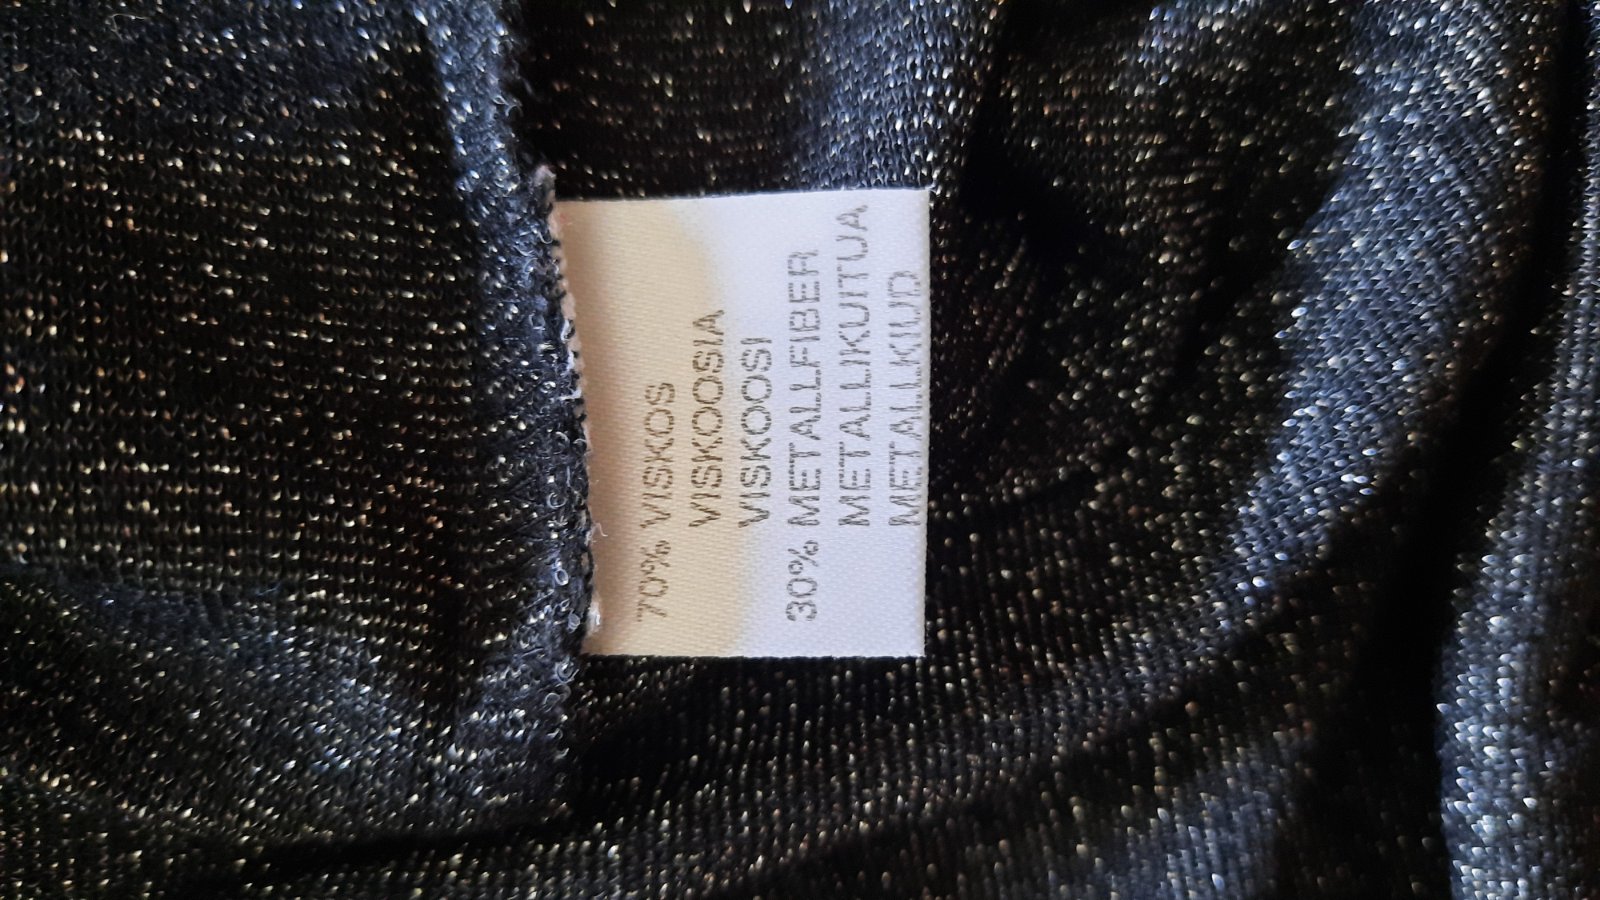 70% VISKOS
VISKOOSIA
VISKOOSI
30% METALLFIBER
METALLIKUITUA
METALLKIUD